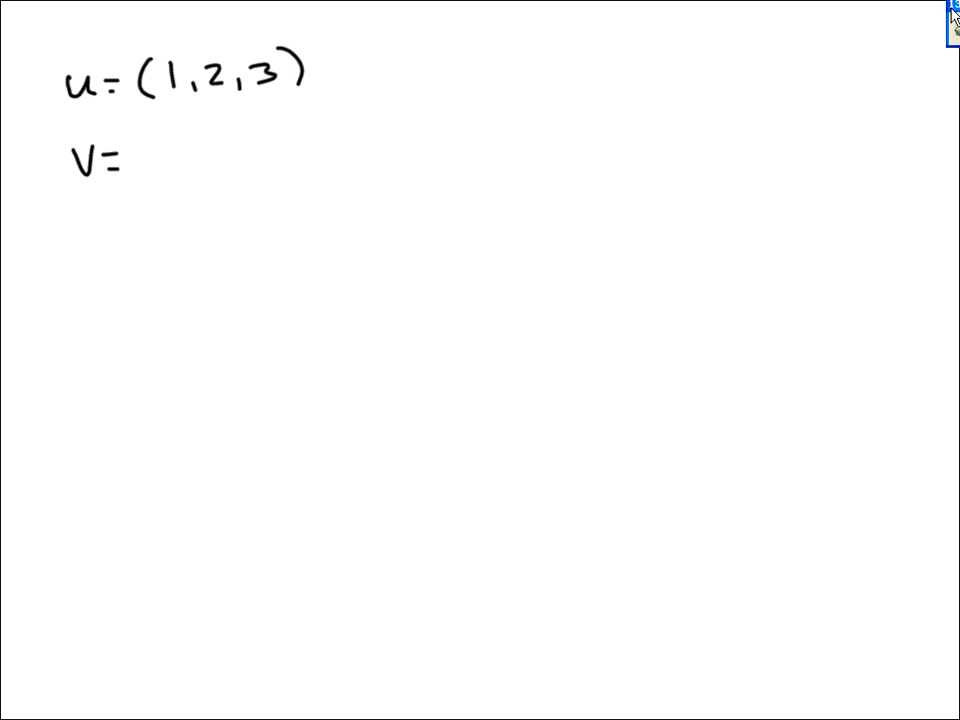 u=(1,2,3)
v=